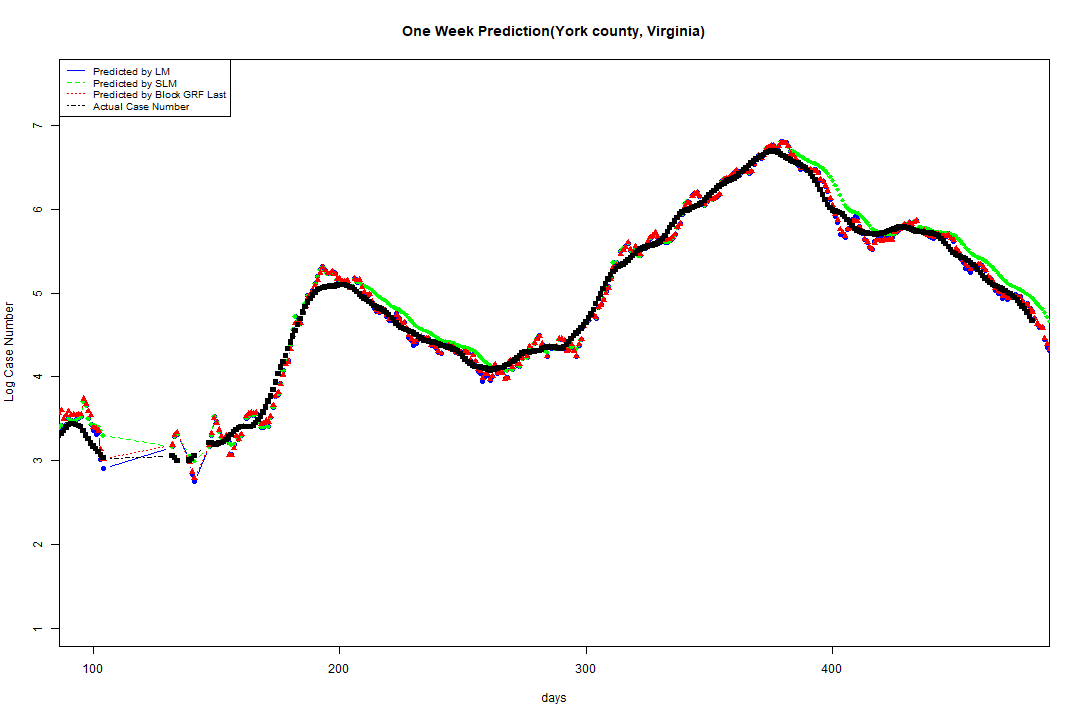 One Week Prediction(York county, Virginia)
Predicted by LM
Predicted by SLM
Predicted by Block GRF Last
Actual Case Number
7
6
5
4
3
2
1
Log Case Number
100
200
300
400
days